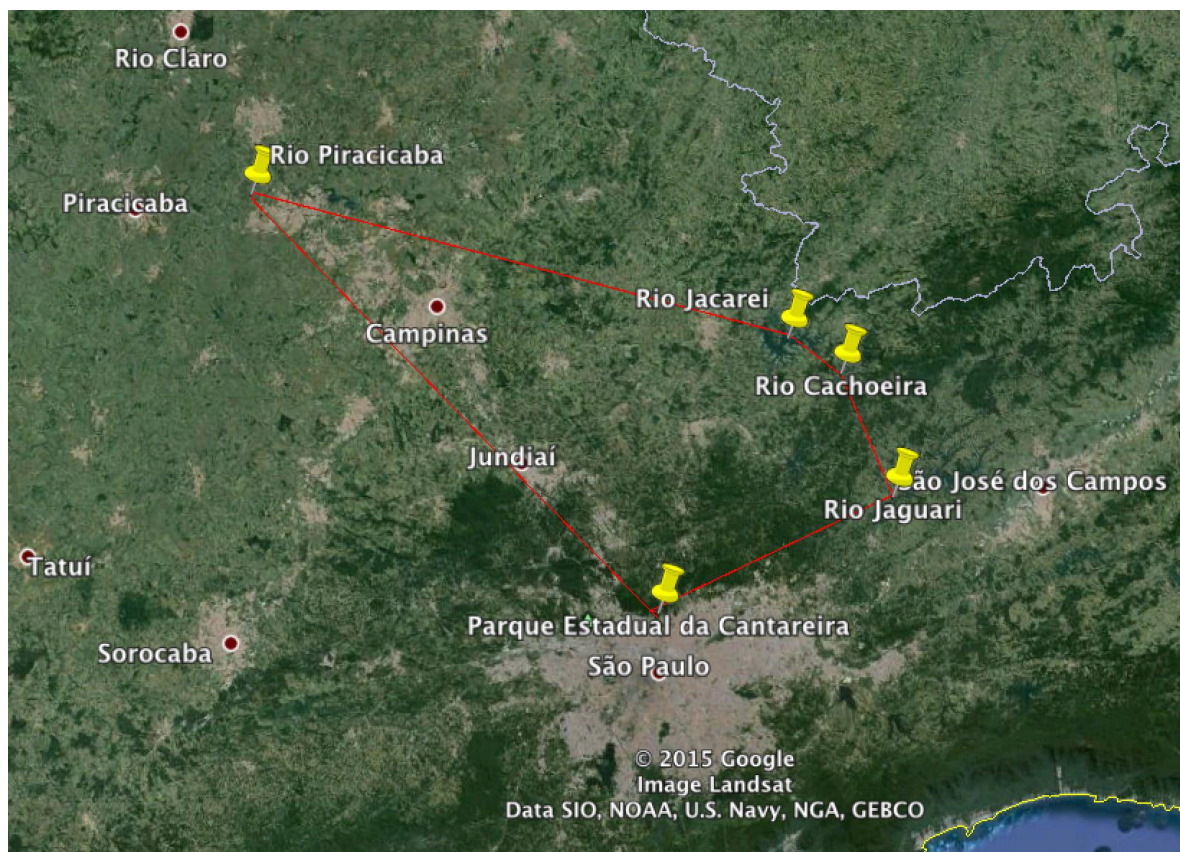 Rio Claro
Rio Piracicaba
Piracicaba
Rio Jacarei
Campinas
Rio Cachoeira
Jundiaí
São José dos Campos
Rio Jaguari
Tatuí
Parque Estadual da Cantareira
Sorocaba
São Paulo
© 2015 Google
Image Landsat
Data SIO, NOAA, U.S. Navy, NGA, GEBCO